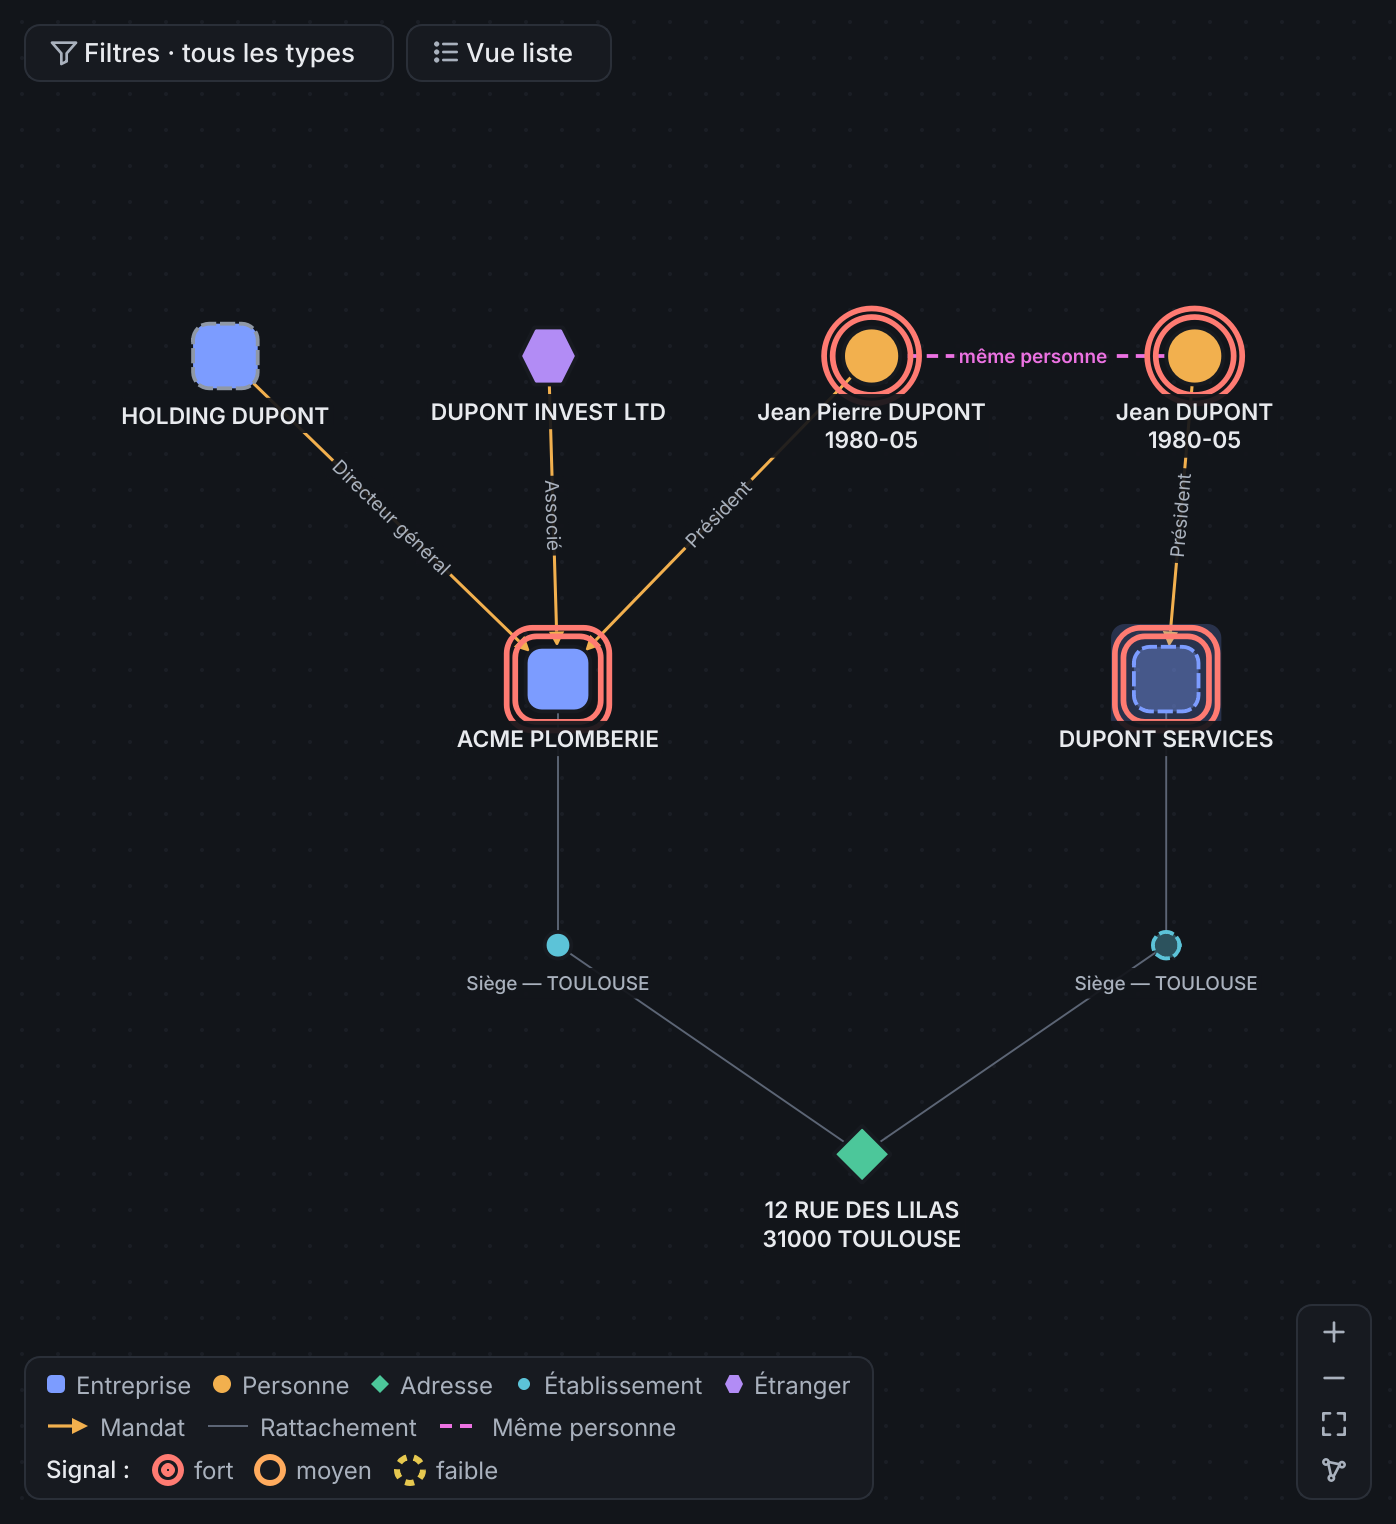 Filtres · tous les types
Vue liste
même personne
HOLDING DUPONT
DUPONT INVEST LTD
Jean Pierre DUPONT
1980-05
Jean DUPONT
1980-05
Directeur général
Associé
Président
Président
ACME PLOMBERIE
DUPONT SERVICES
Siège — TOULOUSE
Siège — TOULOUSE
12 RUE DES LILAS
31000 TOULOUSE
Entreprise
Personne
Adresse
Établissement
Étranger
Mandat
Rattachement
Même personne
Signal :
fort
moyen
faible